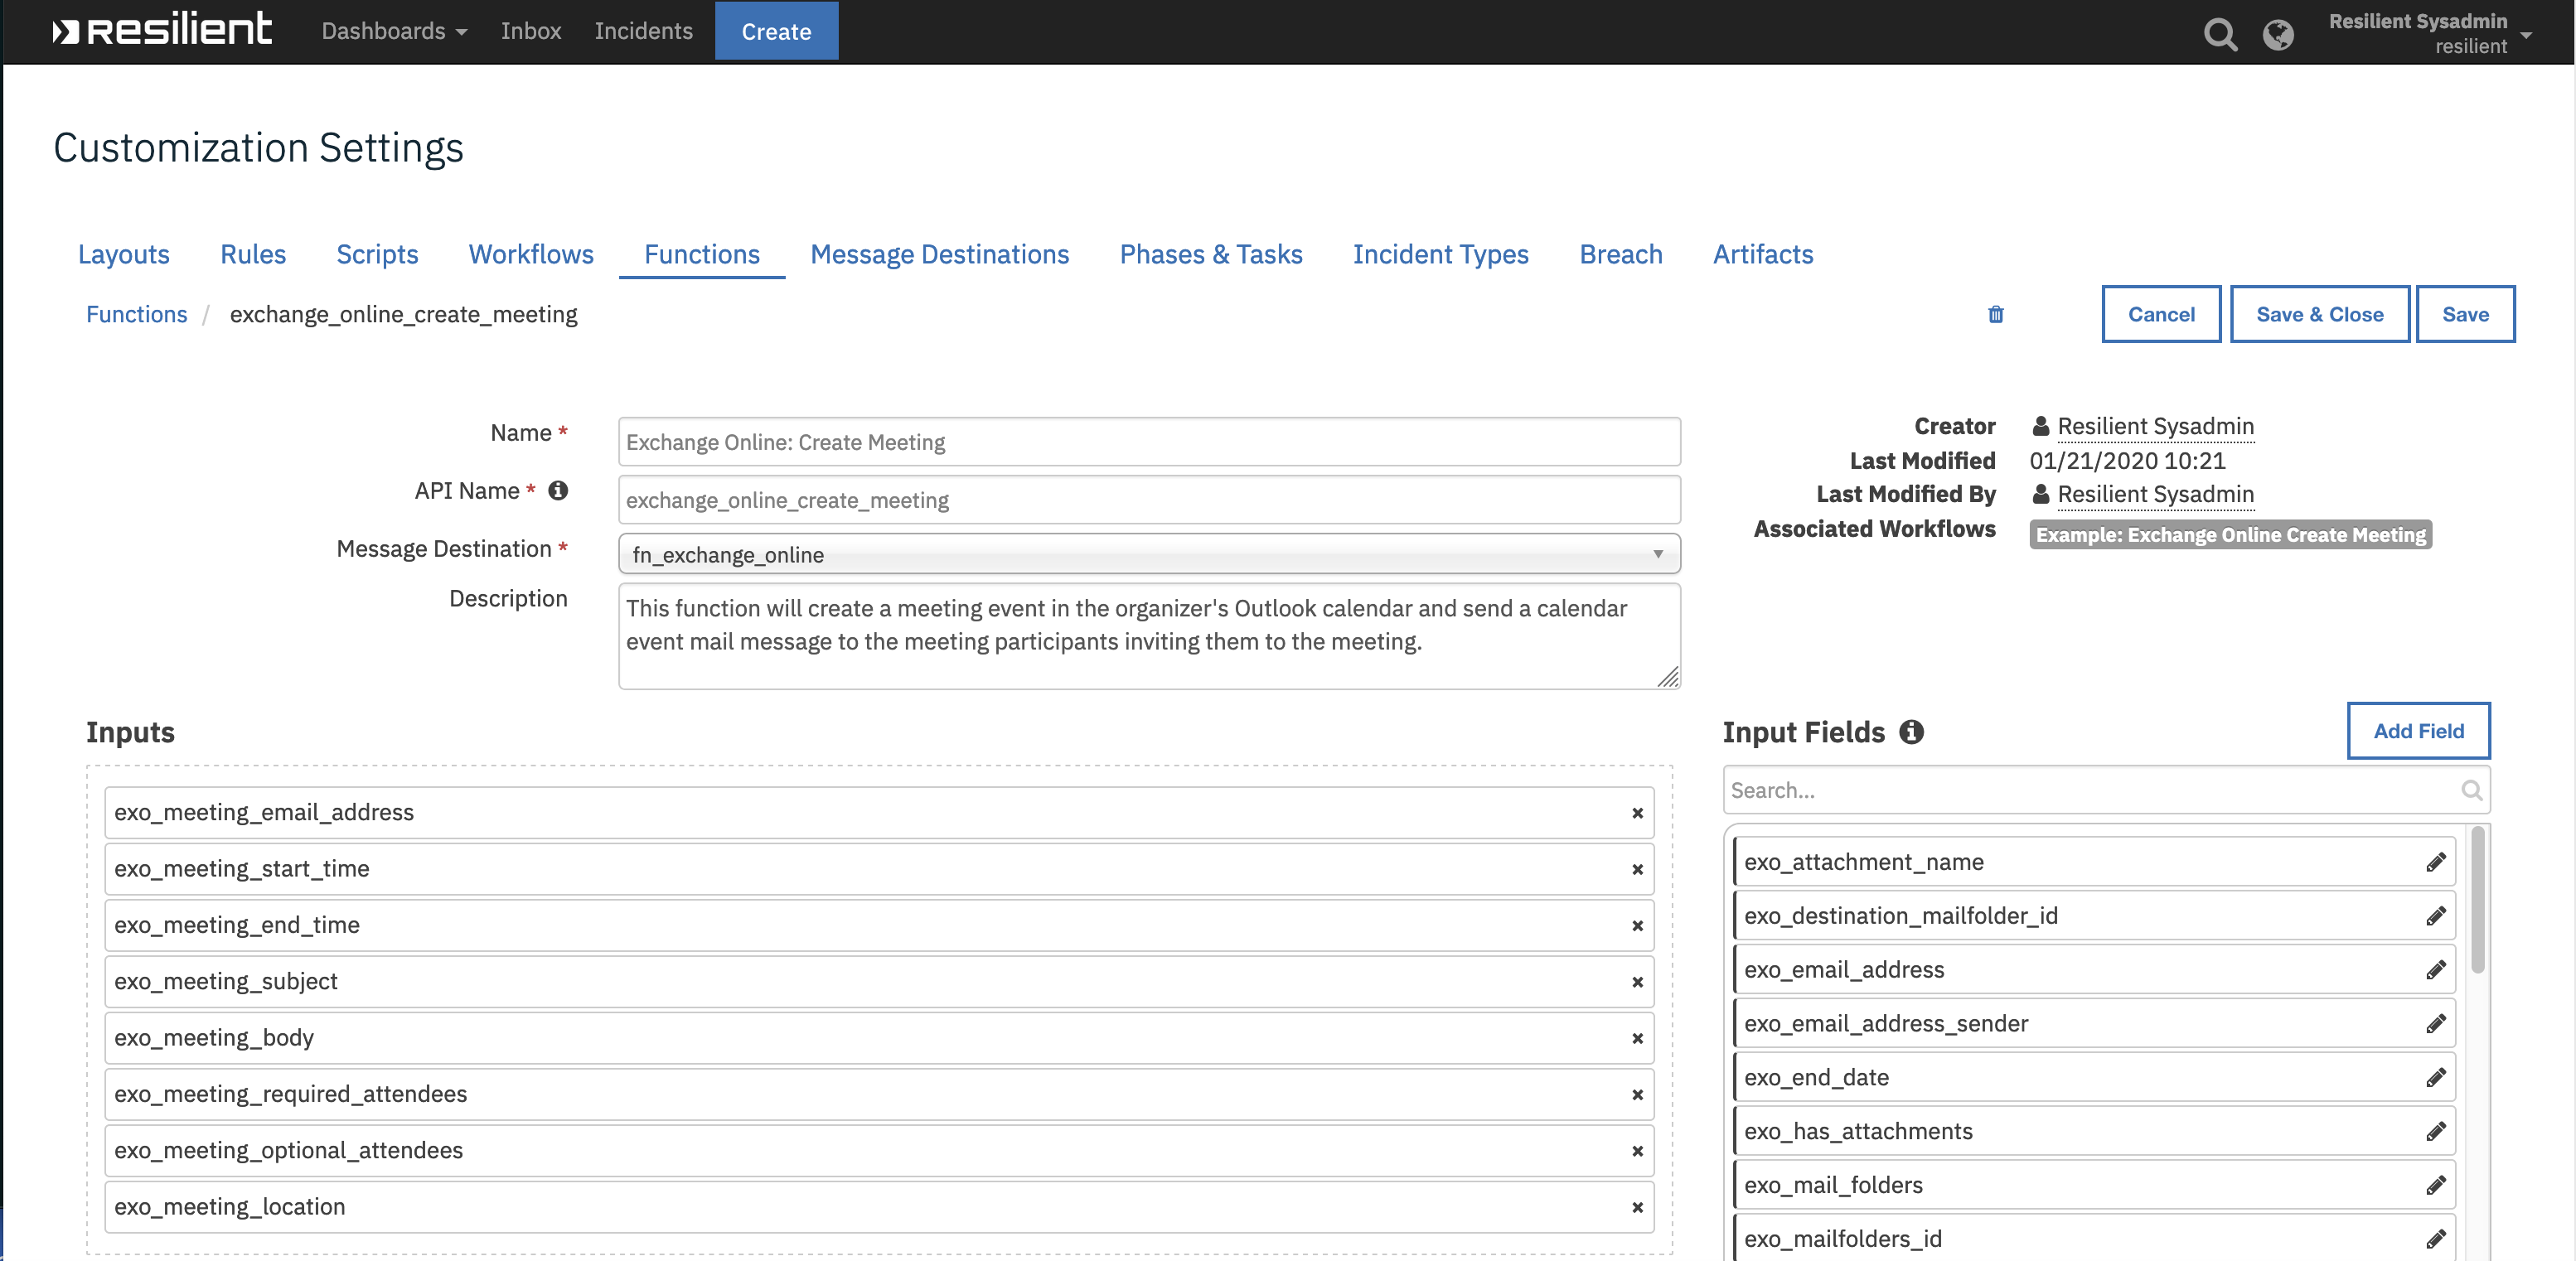 resilient Dashboards Inbox Incidents Create Resilient Sysadmin
resilient
Customization Settings
Layouts Rules Scripts Workflows Functions Message Destinations Phases & Tasks Incident Types Breach Artifacts
Functions / exchange_online_create_meeting Cancel Save & Close Save
Name * Exchange Online: Create Meeting
API Name * exchange_online_create_meeting
Message Destination * fn_exchange_online
Description This function will create a meeting event in the organizer's Outlook calendar and send a calendar
event mail message to the meeting participants inviting them to the meeting.
Creator Resilient Sysadmin
Last Modified 01/21/2020 10:21
Last Modified By Resilient Sysadmin
Associated Workflows Example: Exchange Online Create Meeting
Inputs
exo_meeting_email_address
exo_meeting_start_time
exo_meeting_end_time
exo_meeting_subject
exo_meeting_body
exo_meeting_required_attendees
exo_meeting_optional_attendees
exo_meeting_location
Input Fields Add Field
Search...
exo_attachment_name
exo_destination_mailfolder_id
exo_email_address
exo_email_address_sender
exo_end_date
exo_has_attachments
exo_mail_folders
exo_mailfolders_id